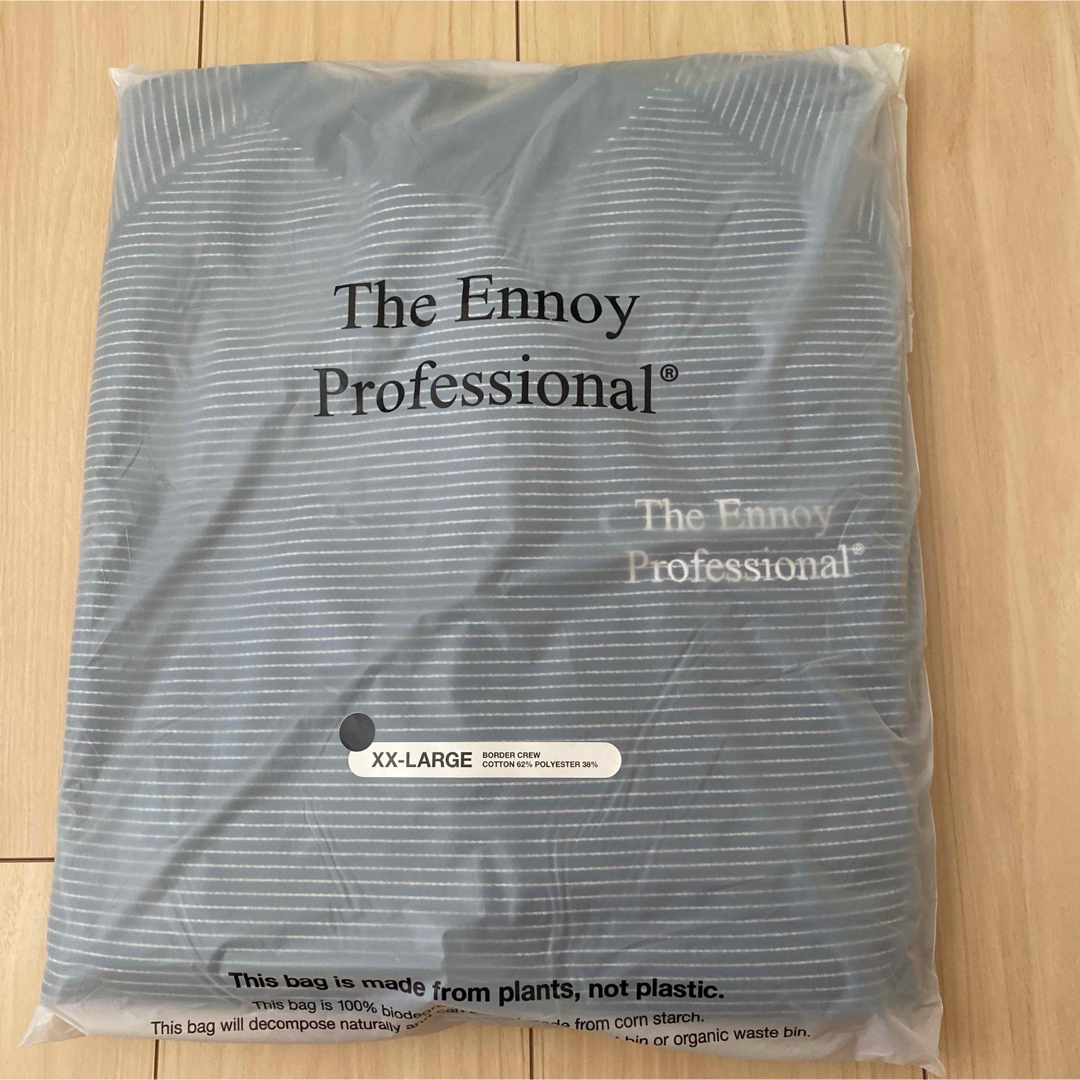 The Ennoy
Professional®
The Ennoy
Professional®
XX-LARGE
BORDER CREW
COTTON 62% POLYESTER 38%
This bag is made from plants, not plastic.
This bag is 100% from corn starch.
This bag will decompose naturally and bin or organic waste bin.